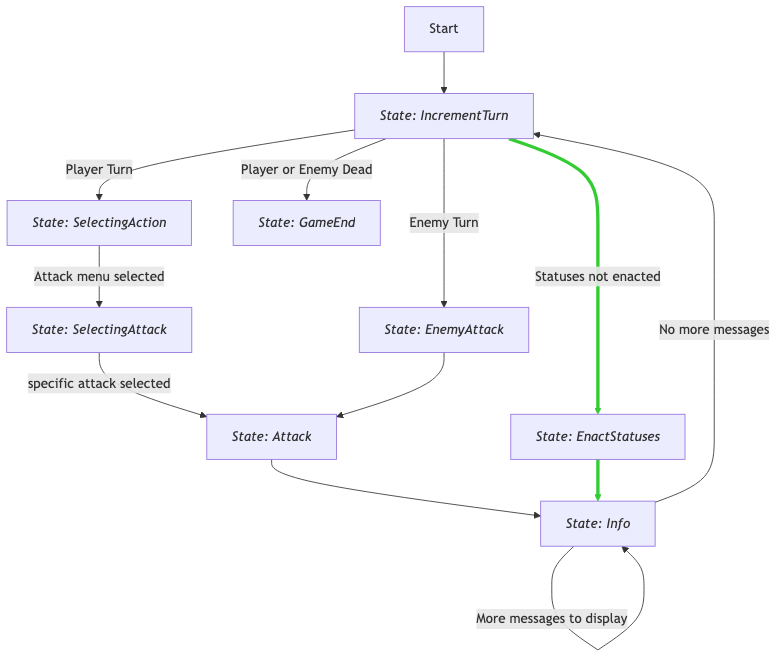 Start
State: IncrementTurn
Player Turn
Player or Enemy Dead
State: SelectingAction
State: GameEnd
Enemy Turn
Attack menu selected
Statuses not enacted
State: SelectingAttack
State: EnemyAttack
No more messages
specific attack selected
State: Attack
State: EnactStatuses
State: Info
More messages to display